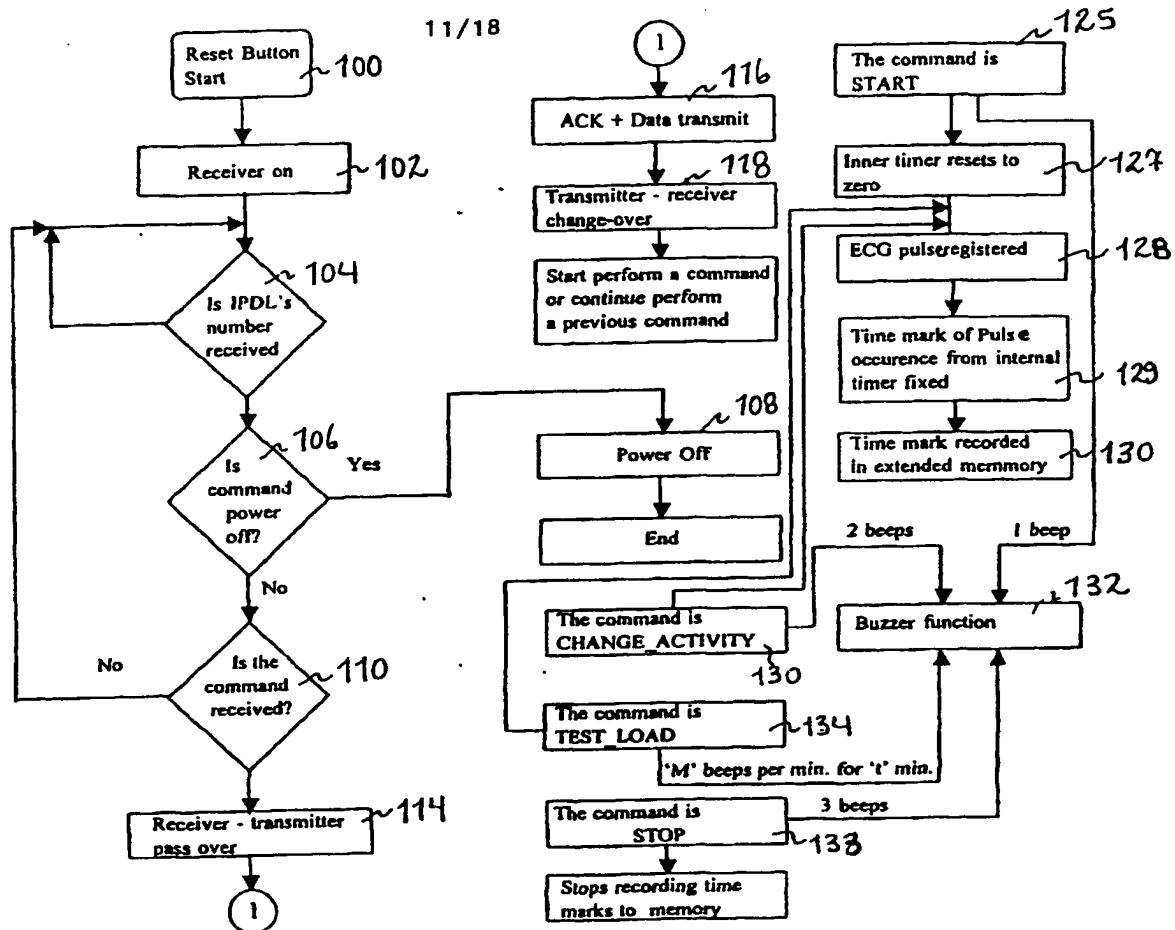 11/18
Reset Button
Start
100
Receiver on
102
Is IPDL's
number
received
104
Is
command
power
off?
106
Yes
No
Is the
command
received?
110
No
Receiver - transmitter
pass over
114
1
1
116
ACK + Data transmit
118
Transmitter - receiver
change-over
Start perform a command
or continue perform
a previous command
108
Power Off
End
125
The command is
START
Inner timer resets to
zero
127
ECG pulseregistered
128
Time mark of Pulse
occurence from internal
timer fixed
129
Time mark recorded
in extended memmory
130
2 beeps
1 beep
The command is
CHANGE_ACTIVITY
130
132
Buzzer function
The command is
TEST_LOAD
134
'M' beeps per min. for 't' min.
The command is
STOP
133
3 beeps
Stops recording time
marks to memory